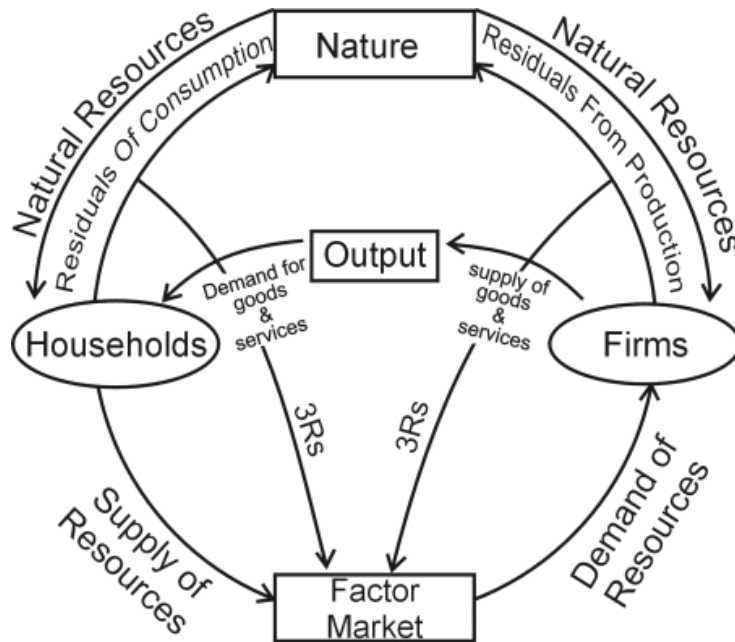 Nature
Natural Resources
Residuals Of Consumption
Residuals From Production
Natural Resources
Output
Demand for
goods
&
services
supply of
goods
&
services
Households
Firms
3Rs
3Rs
Supply of
Resources
Demand of
Resources
Factor
Market